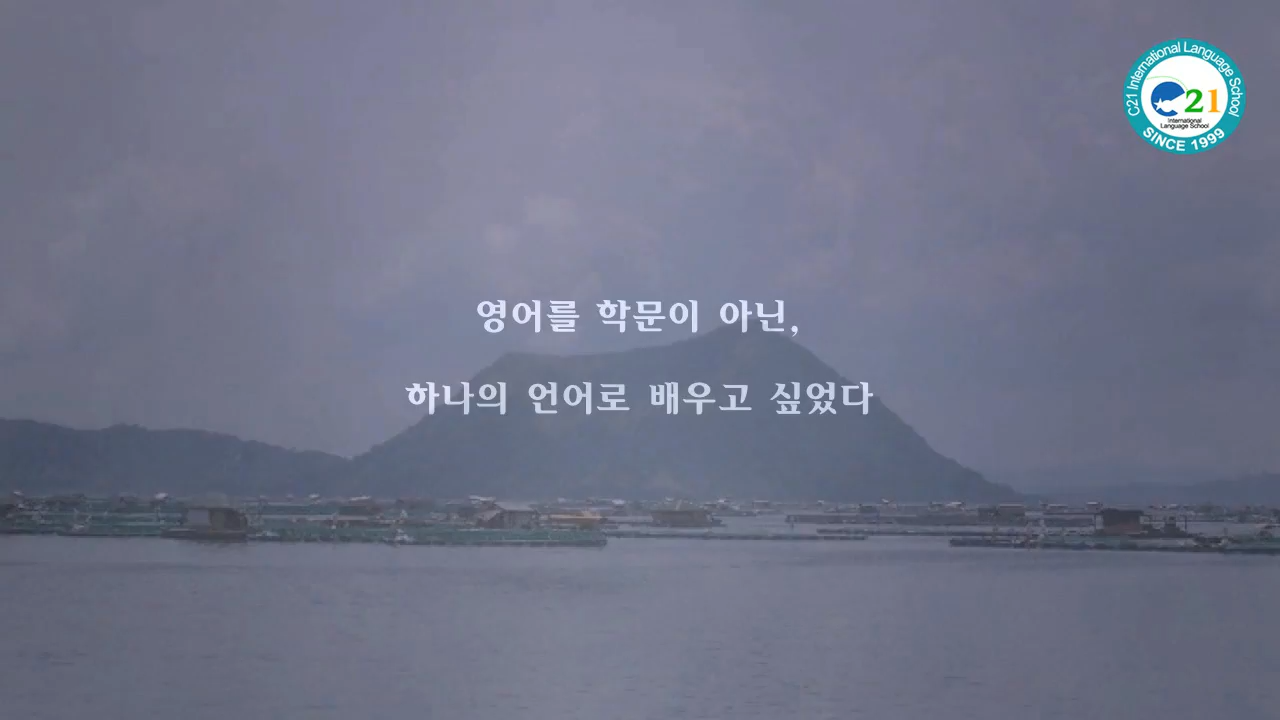 영어를 학문이 아닌,
하나의 언어로 배우고 싶었다
C21 International Language School
C21
International
Language School
SINCE 1999